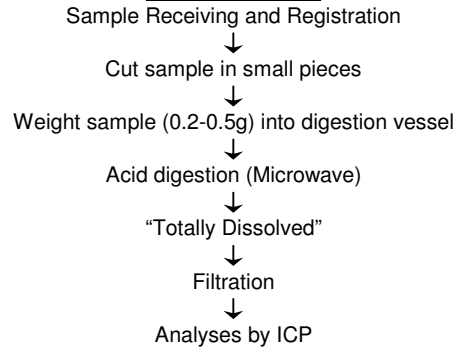 Sample Receiving and Registration
↓
Cut sample in small pieces
↓
Weight sample (0.2-0.5g) into digestion vessel
↓
Acid digestion (Microwave)
↓
“Totally Dissolved”
↓
Filtration
↓
Analyses by ICP